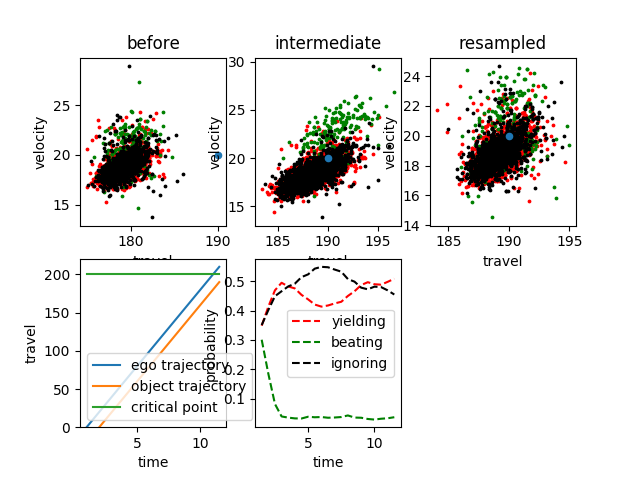 before
velocity
25
20
15
180
190
travel
intermediate
velocity
30
25
20
15
185
190
195
travel
resampled
velocity
24
22
20
18
16
14
185
190
195
travel
travel
200
150
100
50
0
5
10
time
ego trajectory
object trajectory
critical point
probability
0.5
0.4
0.3
0.2
0.1
5
10
time
yielding
beating
ignoring